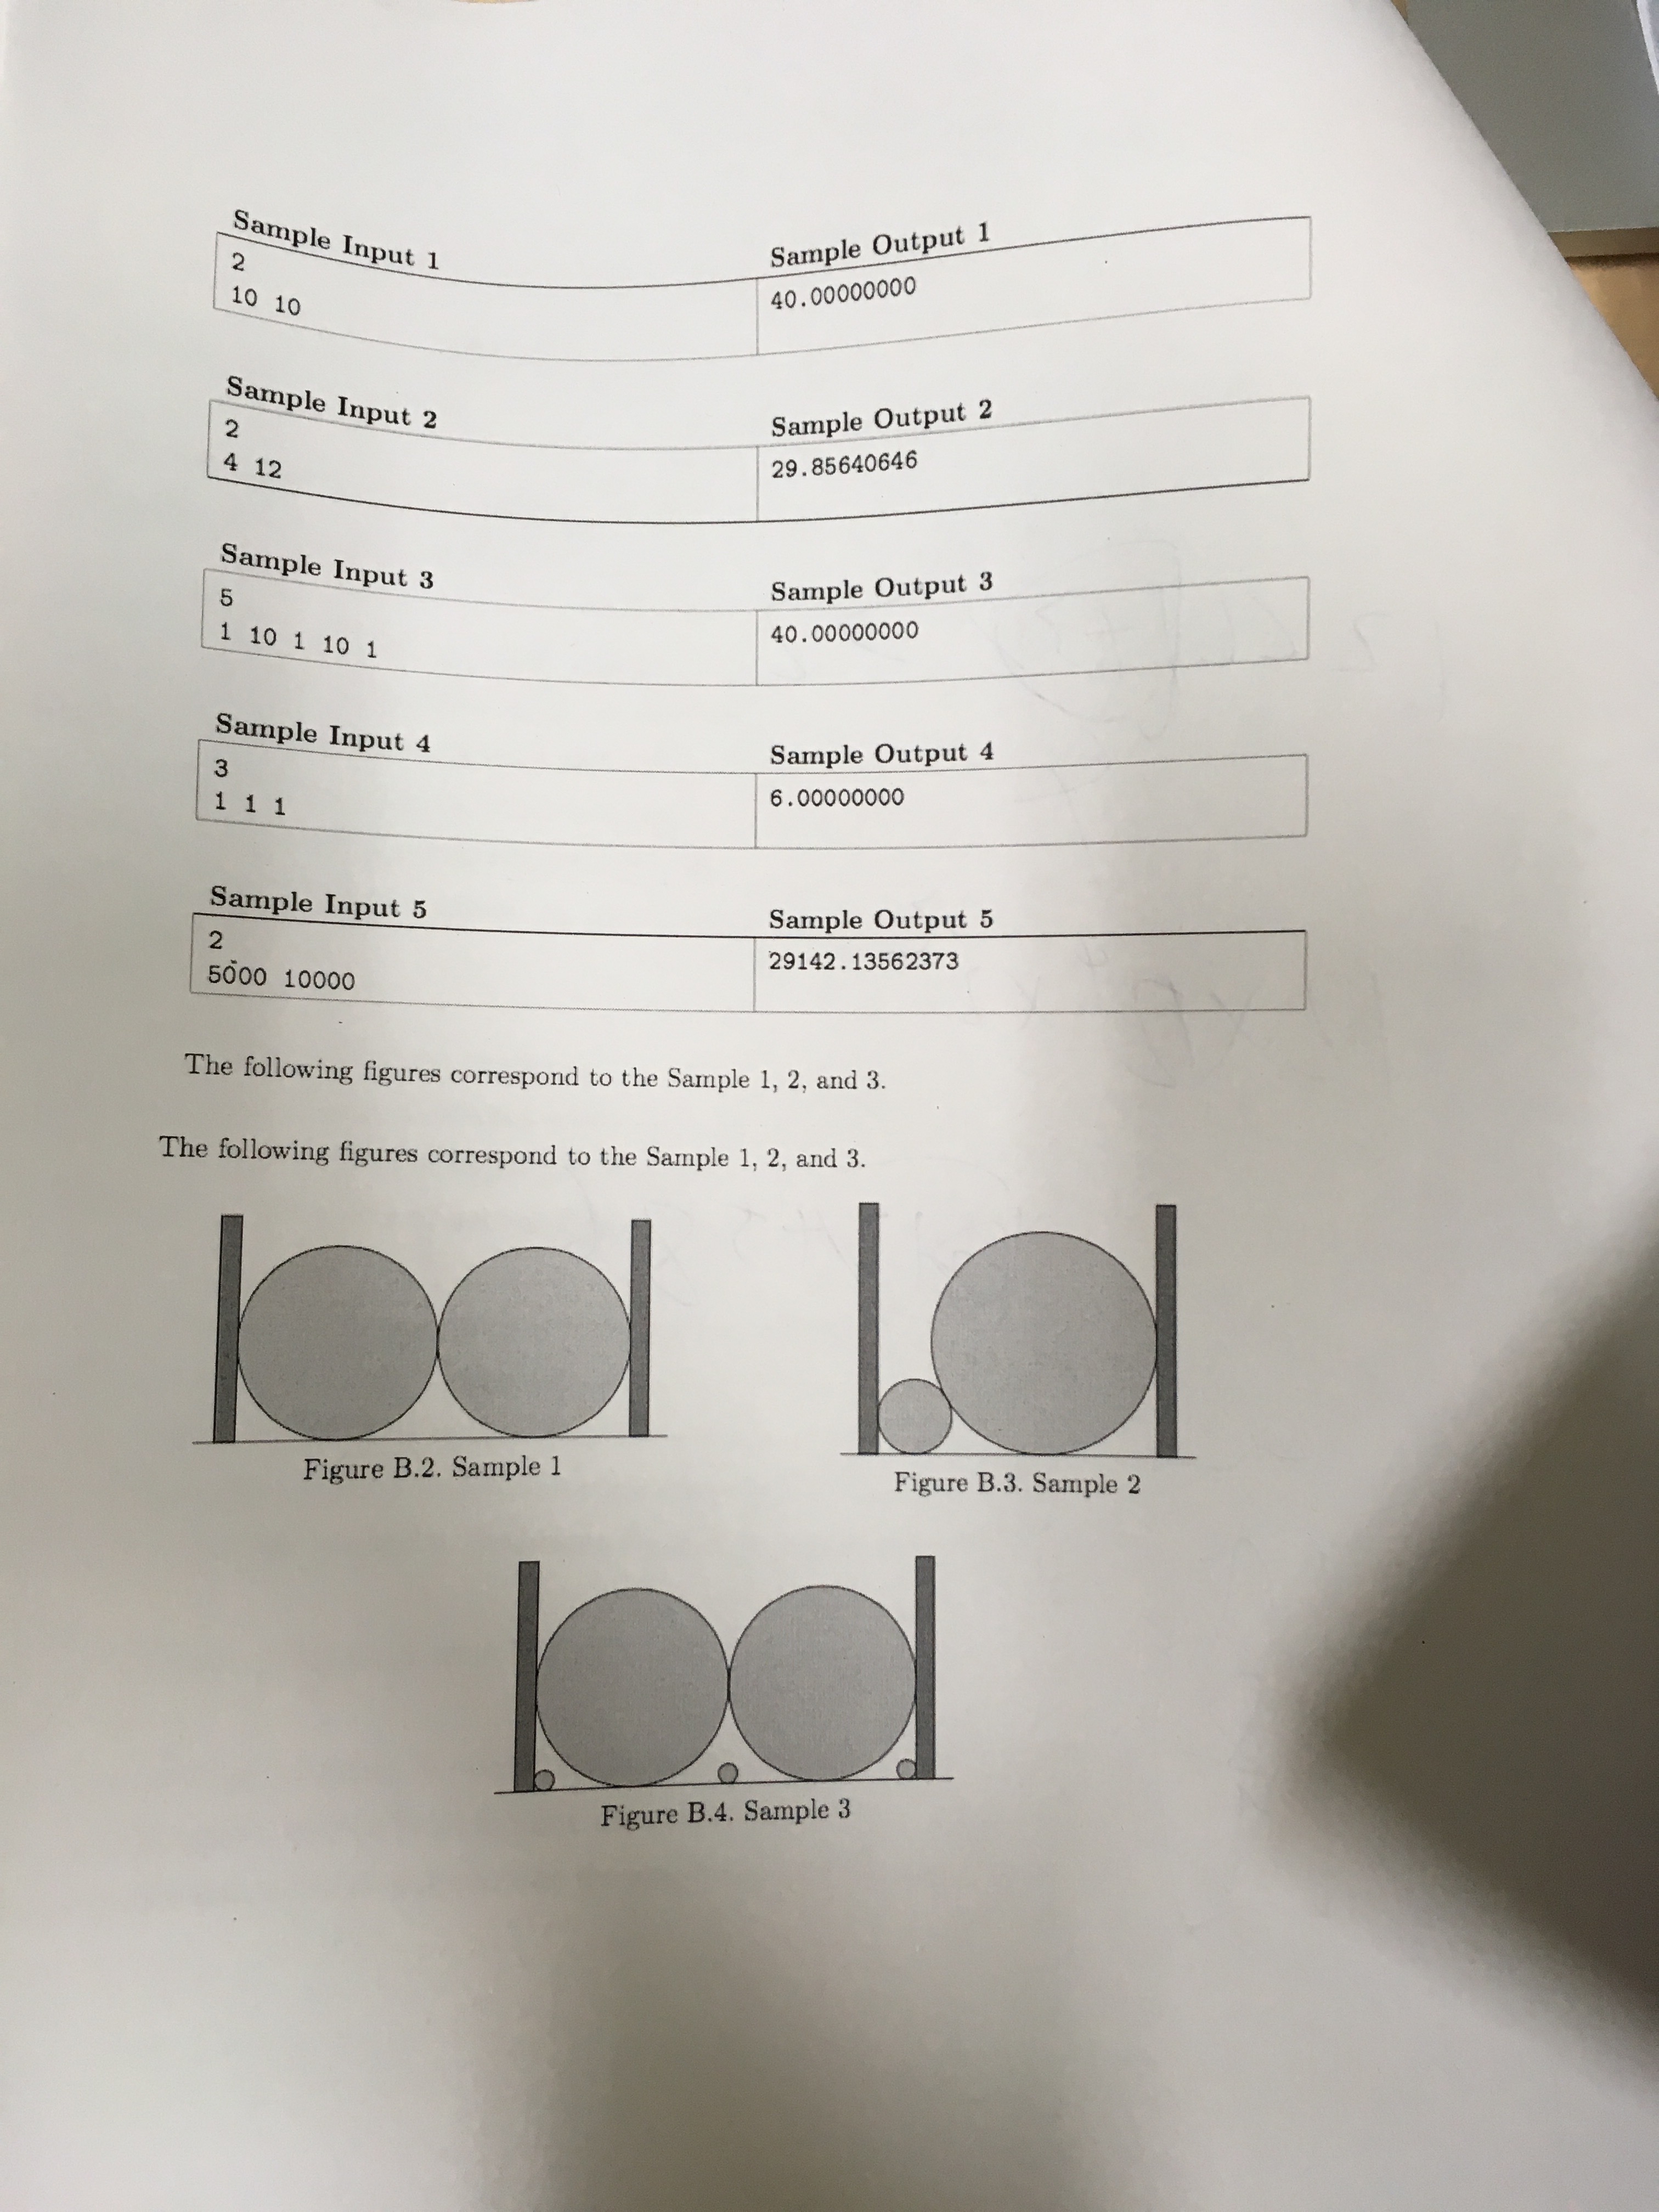 Sample Input 1
Sample Output 1
2
10 10
40.00000000
Sample Input 2
Sample Output 2
2
4 12
29.85640646
Sample Input 3
Sample Output 3
5
1 10 1 10 1
40.00000000
Sample Input 4
Sample Output 4
3
1 1 1
6.00000000
Sample Input 5
Sample Output 5
2
5000 10000
29142.13562373
The following figures correspond to the Sample 1, 2, and 3.
The following figures correspond to the Sample 1, 2, and 3.
Figure B.2. Sample 1
Figure B.3. Sample 2
Figure B.4. Sample 3